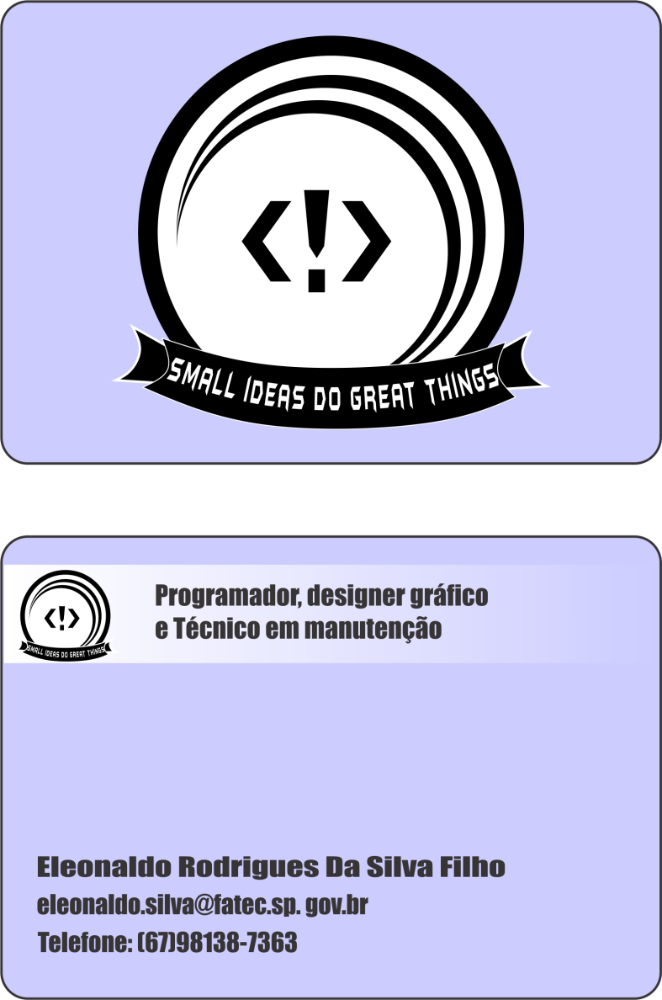 <!>
SMALL IDEAS DO GREAT THINGS
<!>
SMALL IDEAS DO GREAT THINGS
Programador, designer gráfico
e Técnico em manutenção
Eleonaldo Rodrigues Da Silva Filho
eleonaldo.silva@fatec.sp. gov.br
Telefone: (67)98138-7363